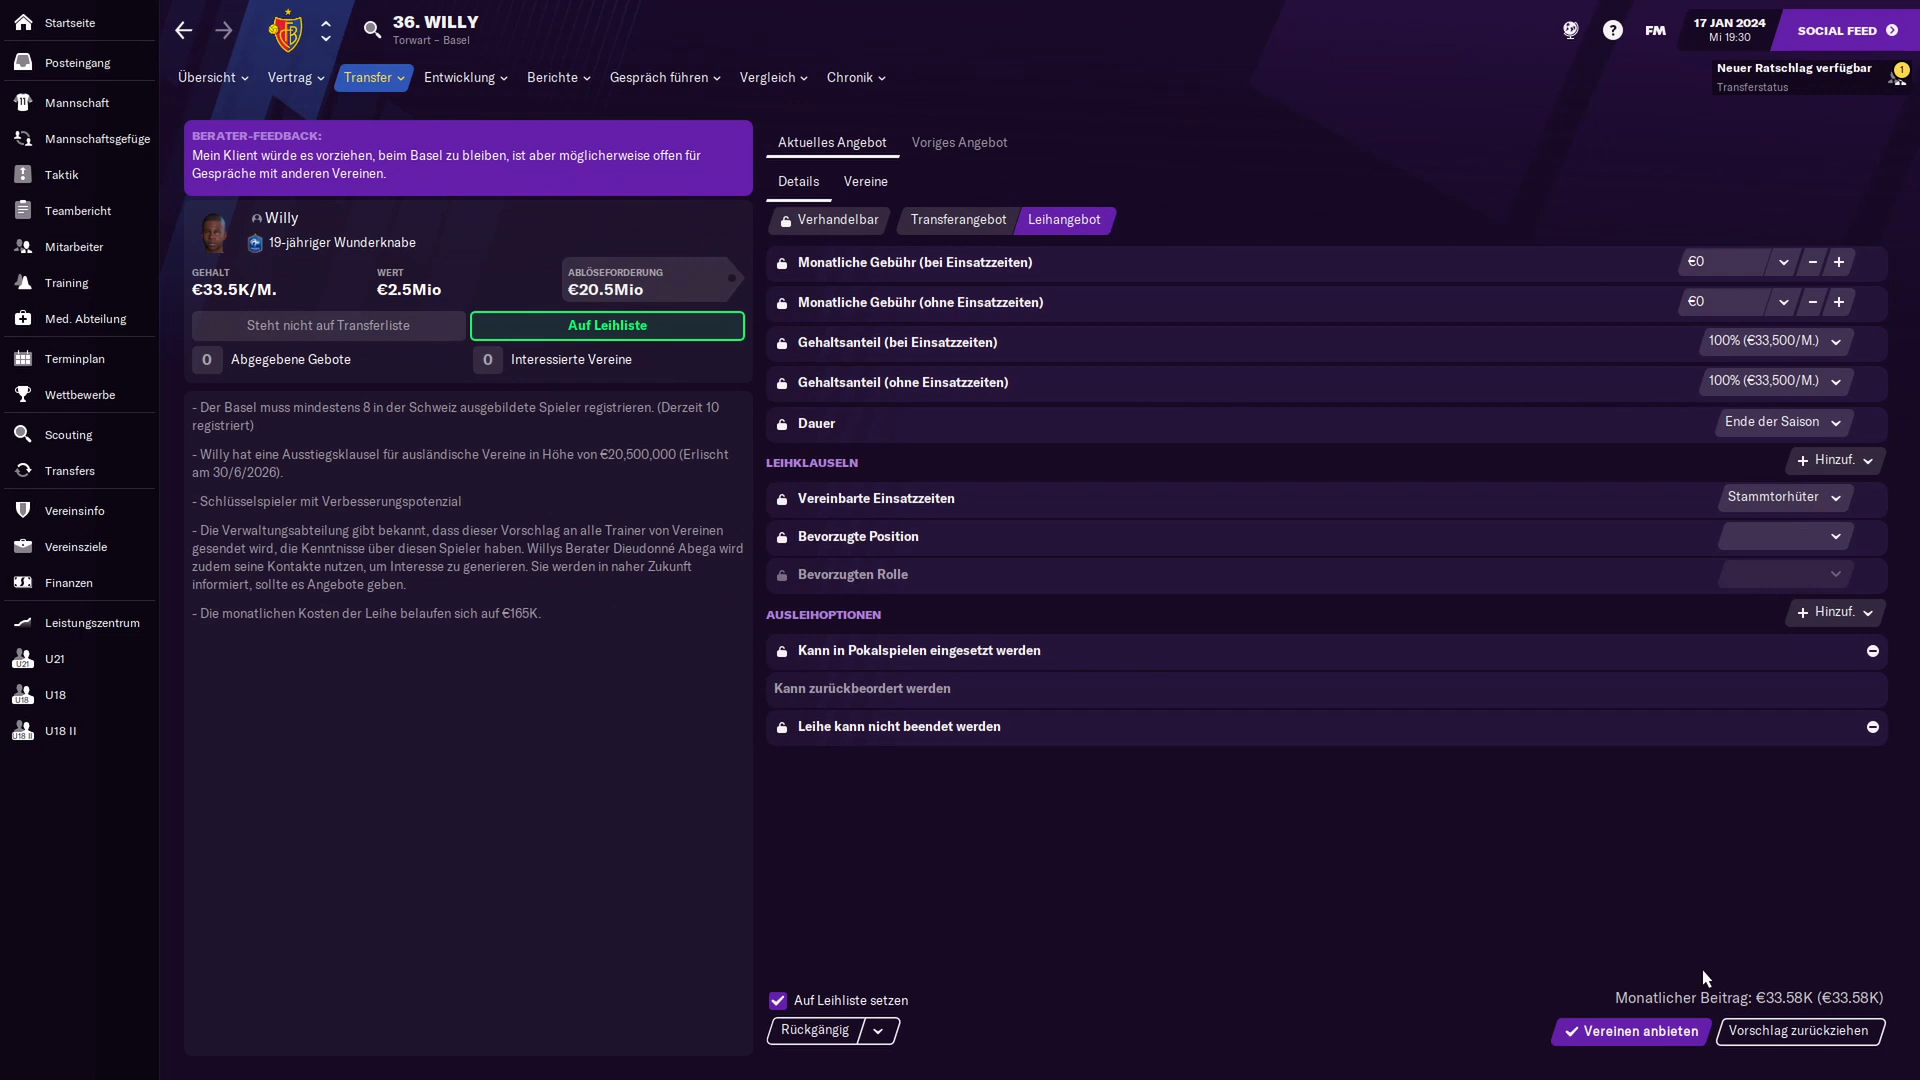 Startseite
Posteingang
Mannschaft
Mannschaftsgefüge
Taktik
Teambericht
Mitarbeiter
Training
Med. Abteilung
Terminplan
Wettbewerbe
Scouting
Transfers
Vereinsinfo
Vereinsziele
Finanzen
Leistungszentrum
U21
U21
U18
U18
U18 II
U18 II
36. WILLY
Torwart – Basel
FM
17 JAN 2024
Mi 19:30
SOCIAL FEED
Neuer Ratschlag verfügbar
Transferstatus
1
Übersicht
Vertrag
Transfer
Entwicklung
Berichte
Gespräch führen
Vergleich
Chronik
BERATER-FEEDBACK:
Mein Klient würde es vorziehen, beim Basel zu bleiben, ist aber möglicherweise offen für
Gespräche mit anderen Vereinen.
Willy
19-jähriger Wunderknabe
GEHALT
€33.5K/M.
WERT
€2.5Mio
ABLÖSEFORDERUNG
€20.5Mio
Steht nicht auf Transferliste
Auf Leihliste
0 Abgegebene Gebote
0 Interessierte Vereine
- Der Basel muss mindestens 8 in der Schweiz ausgebildete Spieler registrieren. (Derzeit 10
registriert)
- Willy hat eine Ausstiegsklausel für ausländische Vereine in Höhe von €20,500,000 (Erlischt
am 30/6/2026).
- Schlüsselspieler mit Verbesserungspotenzial
- Die Verwaltungsabteilung gibt bekannt, dass dieser Vorschlag an alle Trainer von Vereinen
gesendet wird, die Kenntnisse über diesen Spieler haben. Willys Berater Dieudonné Abega wird
zudem seine Kontakte nutzen, um Interesse zu generieren. Sie werden in naher Zukunft
informiert, sollte es Angebote geben.
- Die monatlichen Kosten der Leihe belaufen sich auf €165K.
Aktuelles Angebot
Voriges Angebot
Details
Vereine
Verhandelbar
Transferangebot
Leihangebot
Monatliche Gebühr (bei Einsatzzeiten)
€0
Monatliche Gebühr (ohne Einsatzzeiten)
€0
Gehaltsanteil (bei Einsatzzeiten)
100% (€33,500/M.)
Gehaltsanteil (ohne Einsatzzeiten)
100% (€33,500/M.)
Dauer
Ende der Saison
LEIHKLAUSELN
Hinzuf.
Vereinbarte Einsatzzeiten
Stammtorhüter
Bevorzugte Position
Bevorzugten Rolle
AUSLEIHOPTIONEN
Hinzuf.
Kann in Pokalspielen eingesetzt werden
Kann zurückbeordert werden
Leihe kann nicht beendet werden
Auf Leihliste setzen
Rückgängig
Monatlicher Beitrag: €33.58K (€33.58K)
Vereinen anbieten
Vorschlag zurückziehen